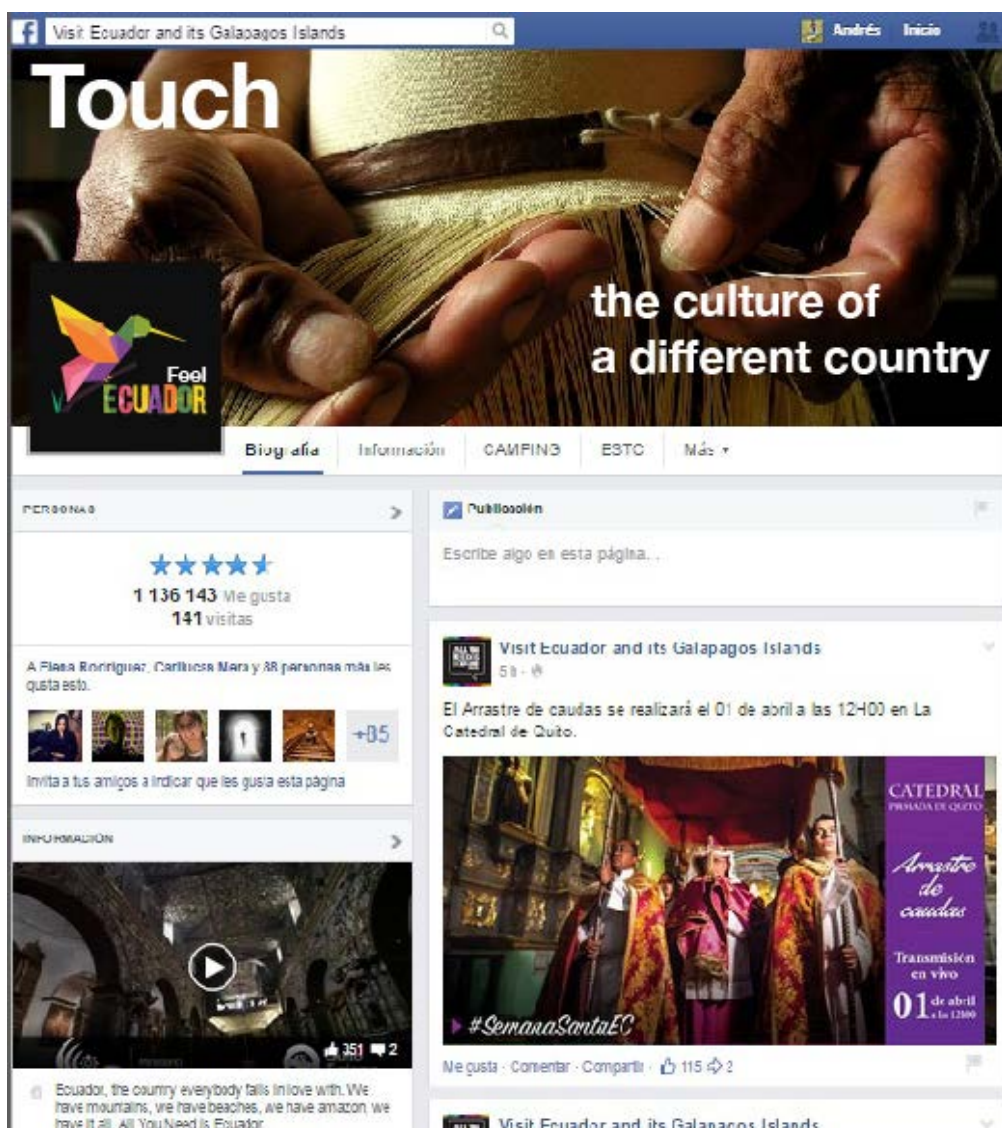 Visit Ecuador and its Galapagos Islands
Andrés Inicio
Touch
the culture of
a different country
Feel
ECUADOR
Biografía Información CAMPING ESTC Más
PERSONAS
1 136 143 Me gusta
141 visitas
A Elena Rodriguez, Carilucsa Mera y 88 personas más les
gusta esto.
+85
Invita a tus amigos a indicar que les gusta esta página
INFORMACIÓN
351 2
Ecuador, the country everybody falls in love with. We
have mountains, we have beaches, we have amazon, we
have it all. All You Need Is Ecuador
Publicación
Escribe algo en esta página...
Visit Ecuador and its Galapagos Islands
5 h
El Arrastre de caudas se realizará el 01 de abril a las 12H00 en La
Catedral de Quito.
CATEDRAL
PRIMADA DE QUITO
Arrastre
de
caudas
Transmisión
en vivo
01 de abril
a las 12H00
#SemanaSantaEC
Me gusta · Comentar · Compartir · 115 2
Visit Ecuador and its Galapagos Islands